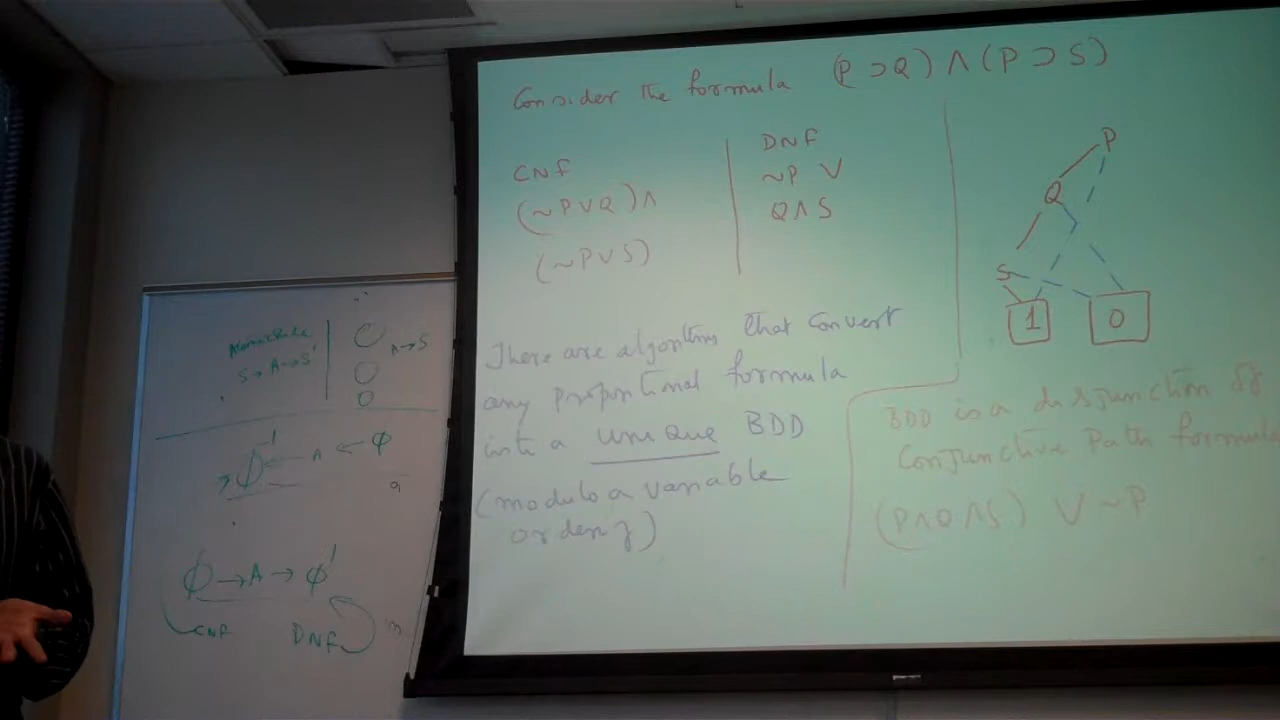 Consider the formula (P ⊃ Q) ∧ (P ⊃ S)
CNF
(~P∨Q)∧
(~P∨S)
DNF
~P ∨
Q∧S
P
Q
S
1
0
There are algorithms that convert
any propositional formula
into a unique BDD
(modulo a variable
ordering)
BDD is a disjunction of
Conjunctive Path formula
(P∧Q∧S) ∨ ~P
S→A→S'
A→S
ϕ' ← A ← ϕ
ϕ → A → ϕ'
CNF
DNF